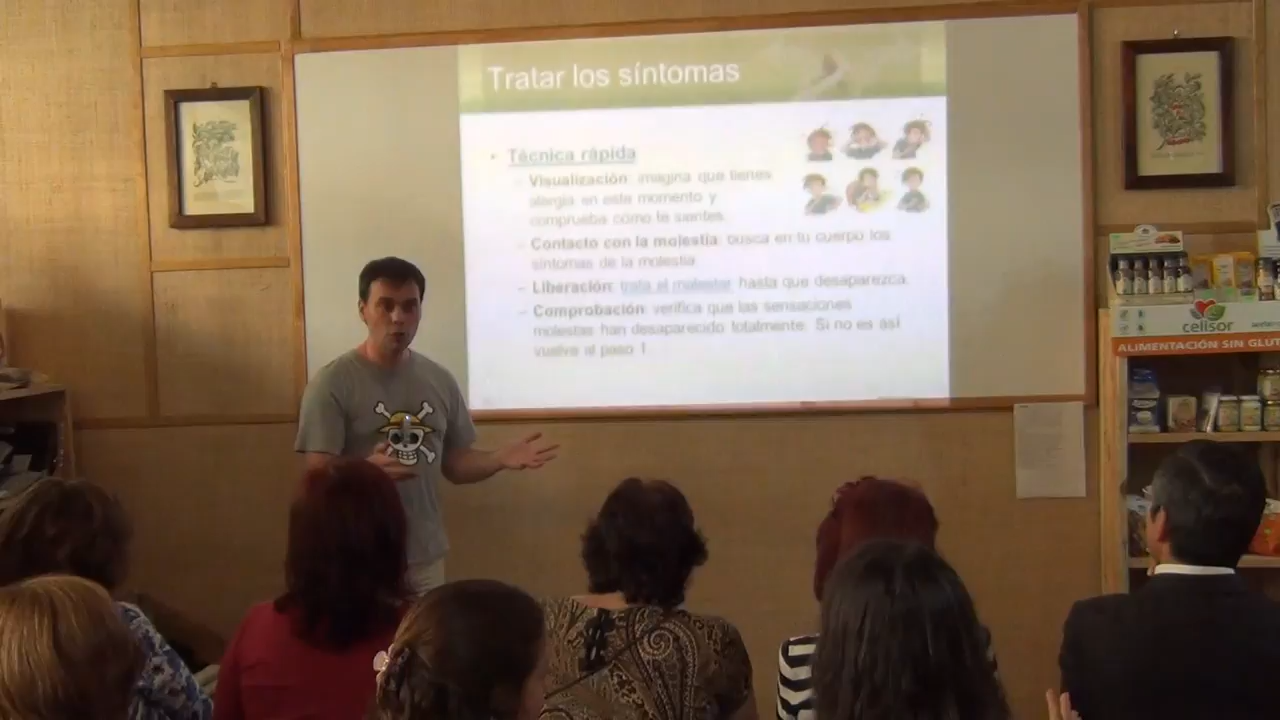 Tratar los síntomas
• Técnica rápida
– Visualización: imagina que tienes
alergia en este momento y
comprueba cómo te sientes.
– Contacto con la molestia: busca en tu cuerpo los
síntomas de la molestia.
– Liberación: trata el malestar hasta que desaparezca.
– Comprobación: verifica que las sensaciones
molestas han desaparecido totalmente. Si no es así
vuelve al paso 1.
celisor
ALIMENTACIÓN SIN GLUT